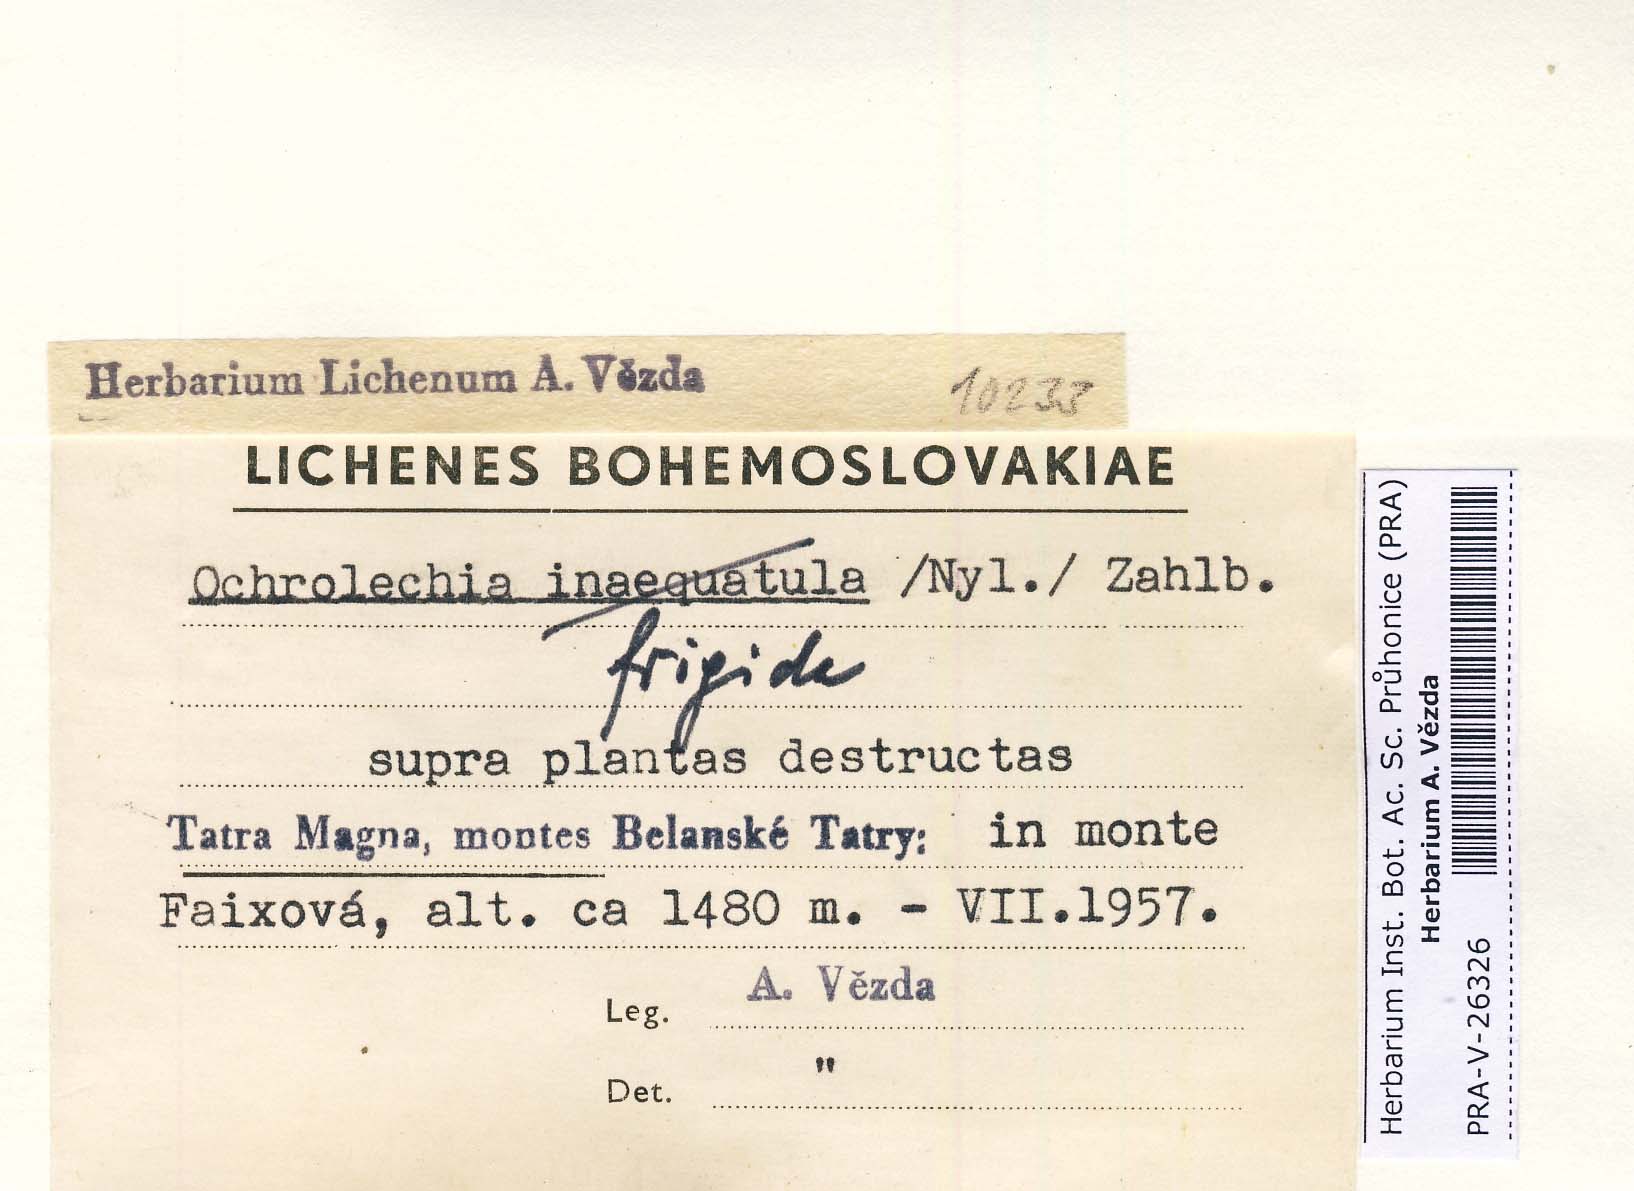 Herbarium Lichenum A. Vězda
10233
LICHENES BOHEMOSLOVAKIAE
Ochrolechia inaequatula /Nyl./ Zahlb.
frigida
supra plantas destructas
Tatra Magna, montes Belanské Tatry: in monte
Faixová, alt. ca 1480 m. - VII.1957.
Leg. A. Vězda
Det. "
Herbarium Inst. Bot. Ac. Sc. Průhonice (PRA)
Herbarium A. Vězda
PRA-V-26326